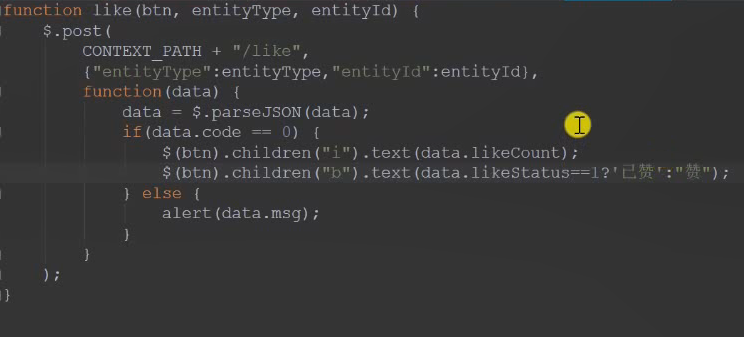 function like(btn, entityType, entityId) {
    $.post(
        CONTEXT_PATH + "/like",
        {"entityType":entityType,"entityId":entityId},
        function(data) {
            data = $.parseJSON(data);
            if(data.code == 0) {
                $(btn).children("i").text(data.likeCount);
                $(btn).children("b").text(data.likeStatus==1?'已赞':"赞");
            } else {
                alert(data.msg);
            }
        }
    );
}